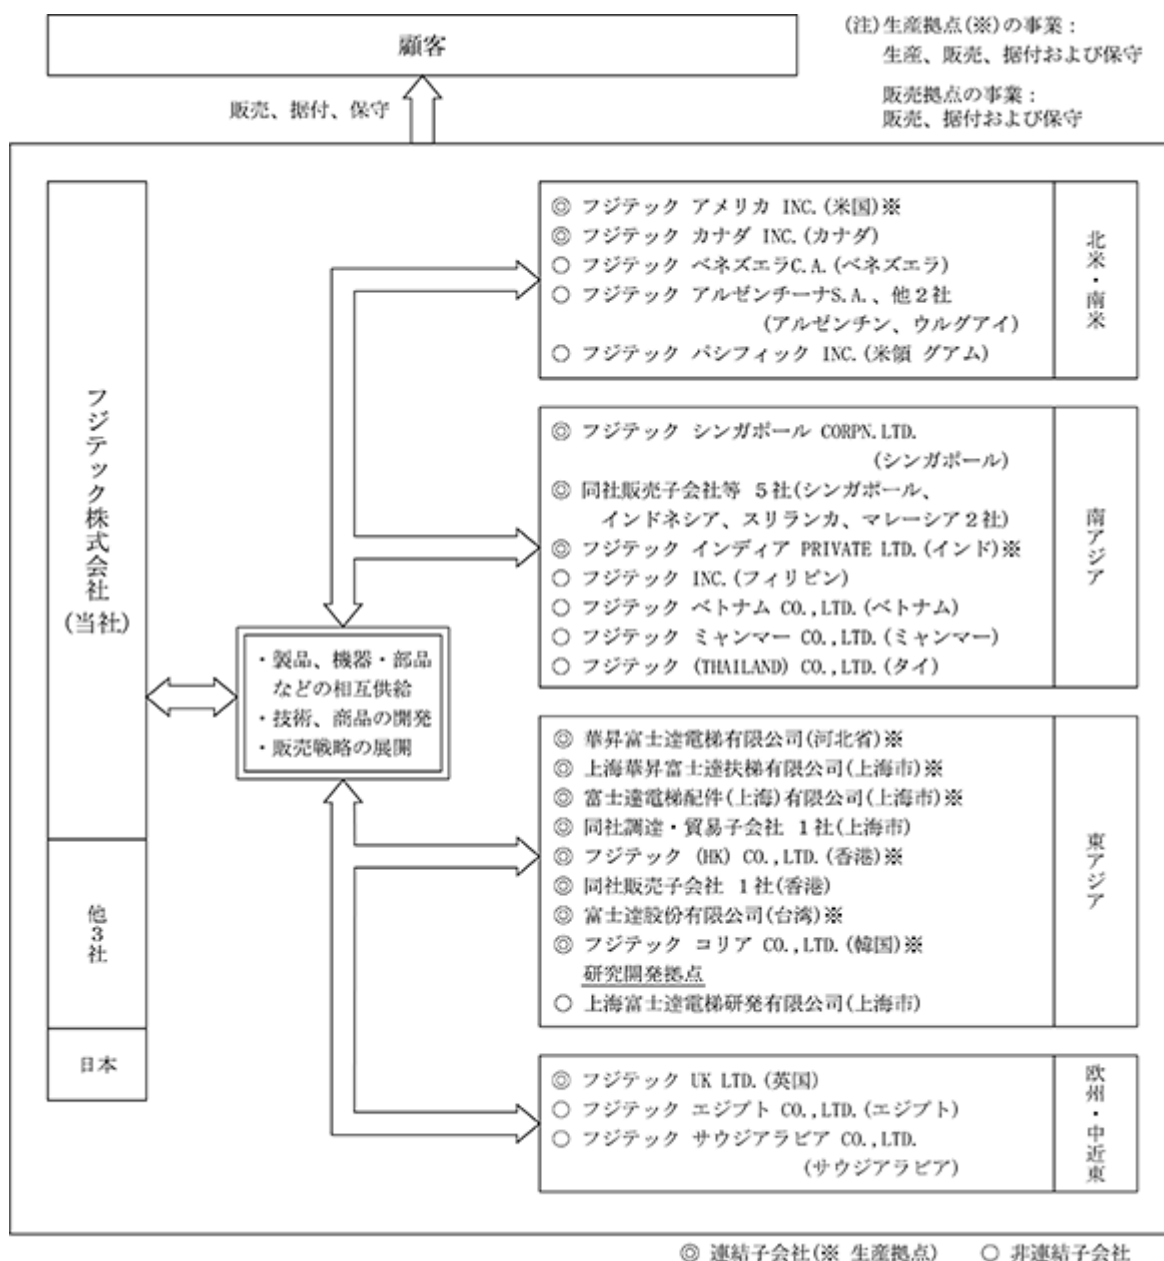 顧客
(注)生産拠点(※)の事業：
生産、販売、据付および保守
販売拠点の事業：
販売、据付および保守
販売、据付、保守
フジテック株式会社
(当社)
他3社
日本
・製品、機器・部品
などの相互供給
・技術、商品の開発
・販売戦略の展開
◎ フジテック アメリカ INC.(米国)※
◎ フジテック カナダ INC.(カナダ)
○ フジテック ベネズエラC.A.(ベネズエラ)
○ フジテック アルゼンチーナS.A.、他2社
(アルゼンチン、ウルグアイ)
○ フジテック パシフィック INC.(米領 グアム)
北米・南米
◎ フジテック シンガポール CORPN.LTD.
(シンガポール)
◎ 同社販売子会社等 5社(シンガポール、
インドネシア、スリランカ、マレーシア2社)
◎ フジテック インディア PRIVATE LTD.(インド)※
○ フジテック INC.(フィリピン)
○ フジテック ベトナム CO.,LTD.(ベトナム)
○ フジテック ミャンマー CO.,LTD.(ミャンマー)
○ フジテック (THAILAND) CO.,LTD.(タイ)
南アジア
◎ 華昇富士達電梯有限公司(河北省)※
◎ 上海華昇富士達扶梯有限公司(上海市)※
◎ 富士達電梯配件(上海)有限公司(上海市)※
◎ 同社調達・貿易子会社 1社(上海市)
◎ フジテック (HK) CO.,LTD.(香港)※
◎ 同社販売子会社 1社(香港)
◎ 富士達股份有限公司(台湾)※
◎ フジテック コリア CO.,LTD.(韓国)※
研究開発拠点
○ 上海富士達電梯研発有限公司(上海市)
東アジア
◎ フジテック UK LTD.(英国)
○ フジテック エジプト CO.,LTD.(エジプト)
○ フジテック サウジアラビア CO.,LTD.
(サウジアラビア)
欧州・中近東
◎ 連結子会社(※ 生産拠点) ○ 非連結子会社